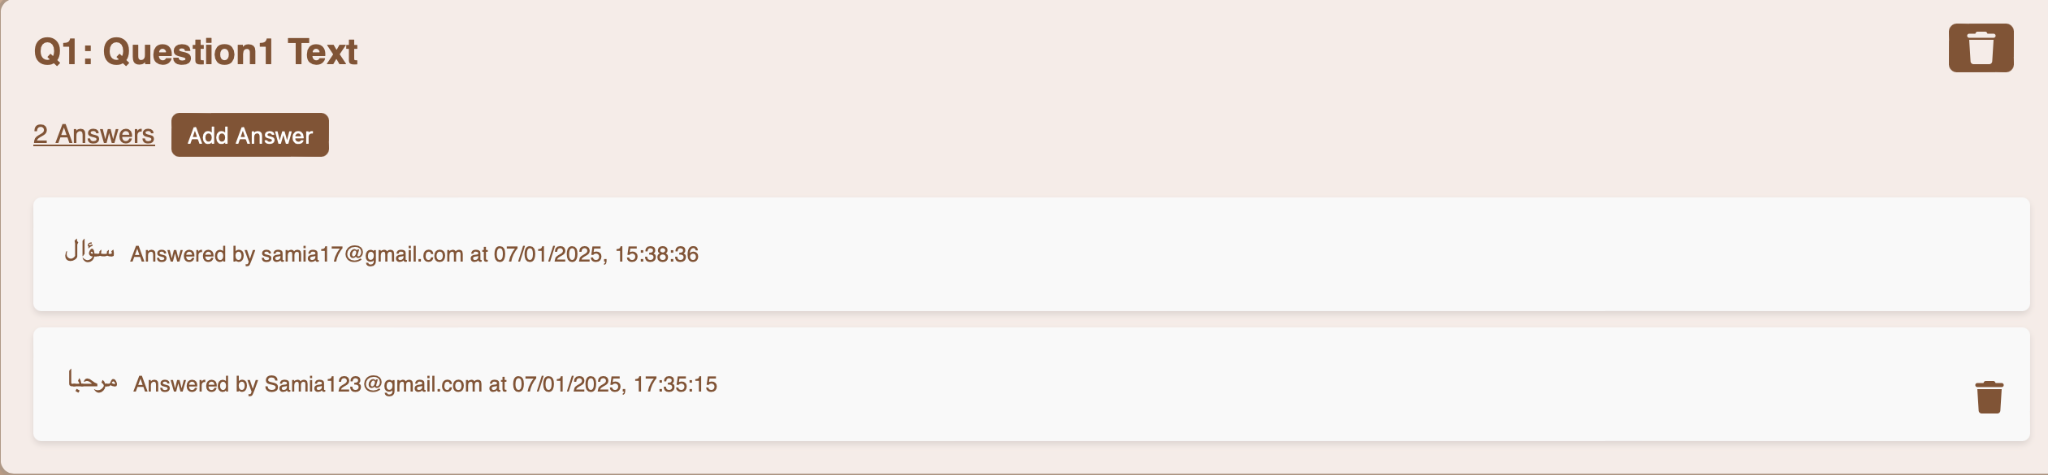 Q1: Question1 Text
2 Answers Add Answer
سؤال Answered by samia17@gmail.com at 07/01/2025, 15:38:36
مرحبا Answered by Samia123@gmail.com at 07/01/2025, 17:35:15